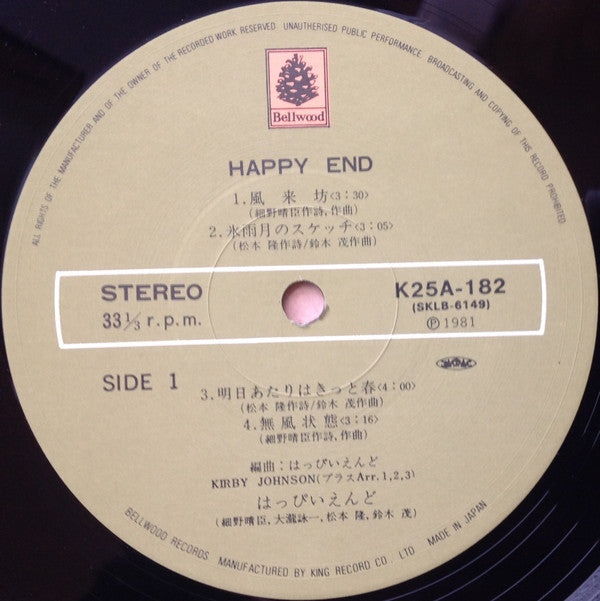 ALL RIGHTS OF THE MANUFACTURER AND OF THE OWNER OF THE RECORDED WORK RESERVED UNAUTHORISED PUBLIC PERFORMANCE, BROADCASTING AND COPYING OF THIS RECORD PROHIBITED
Bellwood
HAPPY END
1.風来坊<3:30>
(細野晴臣作詩,作曲)
2.氷雨月のスケッチ<3:05>
(松本 隆作詩/鈴木 茂作曲)
STEREO
33⅓ r.p.m.
K25A-182
(SKLB-6149)
℗ 1981
SIDE 1
3.明日あたりはきっと春<4:00>
(松本 隆作詩/鈴木 茂作曲)
4.無風状態<3:16>
(細野晴臣作詩,作曲)
編曲:はっぴいえんど
KIRBY JOHNSON(ブラスArr.1,2,3)
はっぴいえんど
(細野晴臣,大瀧詠一,松本 隆,鈴木 茂)
BELLWOOD RECORDS MANUFACTURED BY KING RECORD CO., LTD MADE IN JAPAN